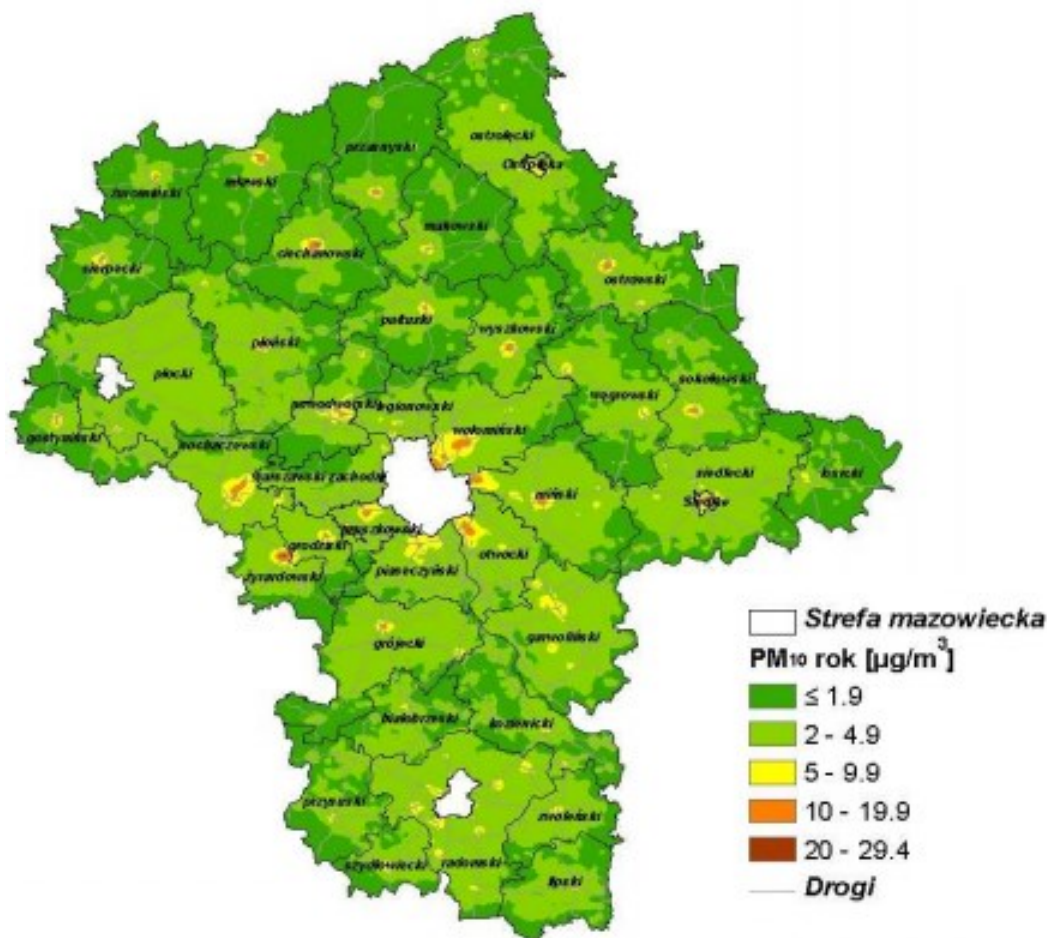 ostrołęcki
Ostrołęka
przasnyski
mławski
żuromiński
makowski
ciechanowski
sierpecki
ostrowski
pułtuski
wyszkowski
płoński
płocki
sokołowski
węgrowski
nowodworski
legionowski
gostyniński
wołomiński
sochaczewski
siedlecki
łosicki
warszawski zachodni
miński
Siedlce
pruszkowski
grodziski
otwocki
piaseczyński
żyrardowski
garwoliński
grójecki
białobrzeski
kozienicki
przysuski
zwoleński
szydłowiecki
radomski
lipski
Strefa mazowiecka
PM10 rok [µg/m³]
≤ 1.9
2 - 4.9
5 - 9.9
10 - 19.9
20 - 29.4
Drogi